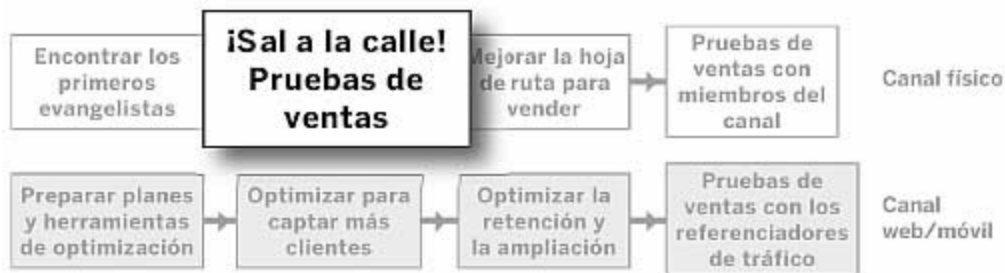 Encontrar los
primeros
evangelistas
¡Sal a la calle!
Pruebas de
ventas
Mejorar la hoja
de ruta para
vender
Pruebas de
ventas con
miembros del
canal
Canal físico
Preparar planes
y herramientas
de optimización
Optimizar para
captar más
clientes
Optimizar la
retención y
la ampliación
Pruebas de
ventas con los
referenciadores
de tráfico
Canal
web/móvil